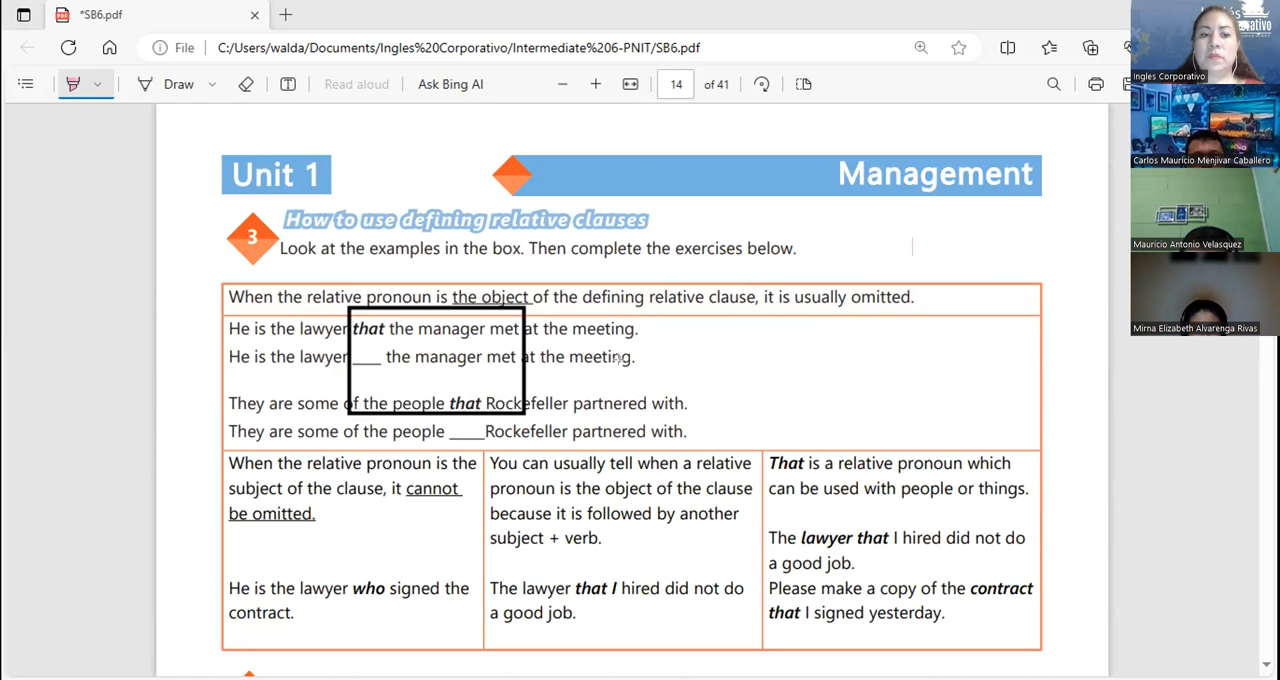 *SB6.pdf
File
C:/Users/walda/Documents/Ingles%20Corporativo/Intermediate%206-PNIT/SB6.pdf
Draw
Read aloud
Ask Bing AI
14 of 41
Unit 1
Management
3
How to use defining relative clauses
Look at the examples in the box. Then complete the exercises below.
When the relative pronoun is the object of the defining relative clause, it is usually omitted.
He is the lawyer that the manager met at the meeting.
He is the lawyer ____ the manager met at the meeting.
They are some of the people that Rockefeller partnered with.
They are some of the people _____Rockefeller partnered with.
When the relative pronoun is the
subject of the clause, it cannot
be omitted.
He is the lawyer who signed the
contract.
You can usually tell when a relative
pronoun is the object of the clause
because it is followed by another
subject + verb.
The lawyer that I hired did not do
a good job.
That is a relative pronoun which
can be used with people or things.
The lawyer that I hired did not do
a good job.
Please make a copy of the contract
that I signed yesterday.
Ingles Corporativo
Carlos Mauricio Menjivar Caballero
Mauricio Antonio Velasquez
Mirna Elizabeth Alvarenga Rivas